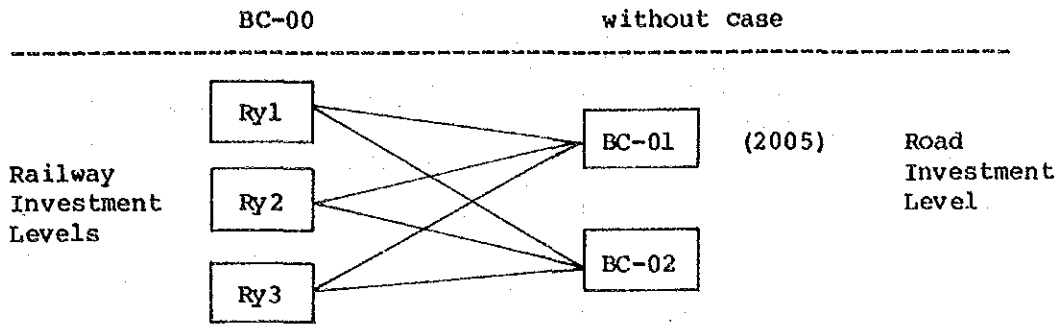 BC-00 without case
Ry1
BC-01 (2005) Road
Railway
Investment
Investment Ry2 Level
Levels
BC-02
Ry3